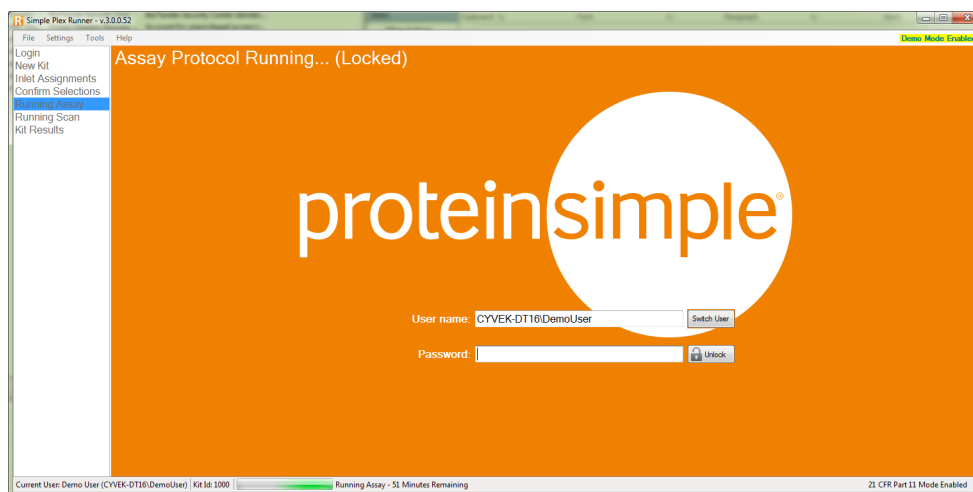 Simple Plex Runner - v.3.0.0.52
File Settings Tools Help
Demo Mode Enabled
Login
New Kit
Inlet Assignments
Confirm Selections
Running Assay
Running Scan
Kit Results
Assay Protocol Running... (Locked)
proteinsimple®
User name: CYVEK-DT16\DemoUser Switch User
Password: Unlock
Current User: Demo User (CYVEK-DT16\DemoUser) Kit Id: 1000 Running Assay - 51 Minutes Remaining 21 CFR Part 11 Mode Enabled